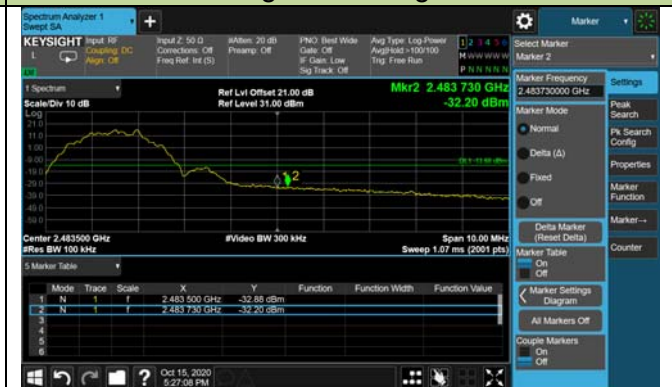 Spectrum Analyzer 1
Swept SA
Marker
KEYSIGHT
Input: RF
Coupling: DC
Align: Off
Input Z: 50 Ω
Corrections: Off
Freq Ref: Int (S)
#Atten: 20 dB
Preamp: Off
PNO: Best Wide
Gate: Off
IF Gain: Low
Sig Track: Off
Avg Type: Log-Power
Avg|Hold >100/100
Trig: Free Run
1 2 3 4 5 6
M W W W W W
P N N N N N
Select Marker
Marker 2
1 Spectrum
Scale/Div 10 dB
Ref Lvl Offset 21.00 dB
Ref Level 31.00 dBm
Mkr2 2.483 730 GHz
-32.20 dBm
Log
21.0
11.0
1.00
-9.00
-19.0
-29.0
-39.0
-49.0
-59.0
1
2
Center 2.483500 GHz
#Res BW 100 kHz
#Video BW 300 kHz
Span 10.00 MHz
Sweep 1.07 ms (2001 pts)
5 Marker Table
Mode Trace Scale X Y Function Function Width Function Value
1 N 1 f 2.483 500 GHz -32.88 dBm
2 N 1 f 2.483 730 GHz -32.20 dBm
3
4
5
6
Marker Frequency
2.483730000 GHz
Marker Mode
Normal
Delta (Δ)
Fixed
Off
Delta Marker
(Reset Delta)
Marker Table
On
Off
Marker Settings
Diagram
All Markers Off
Couple Markers
On
Off
Settings
Peak
Search
Pk Search
Config
Properties
Marker
Function
Marker→
Counter
Oct 15, 2020
5:27:08 PM